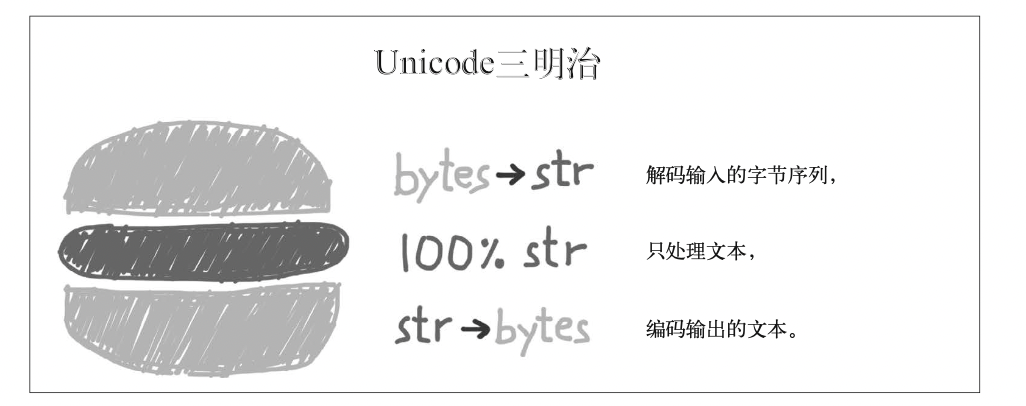 Unicode三明治
bytes→str 解码输入的字节序列，
100% str 只处理文本，
str→bytes 编码输出的文本。